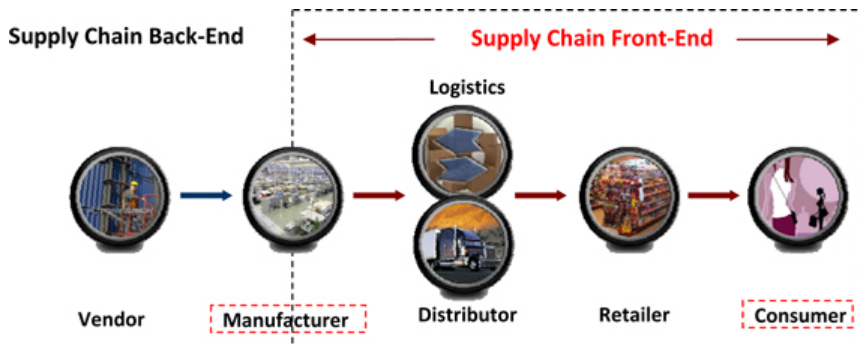 Supply Chain Back-End
Supply Chain Front-End
Logistics
Vendor
Manufacturer
Distributor
Retailer
Consumer